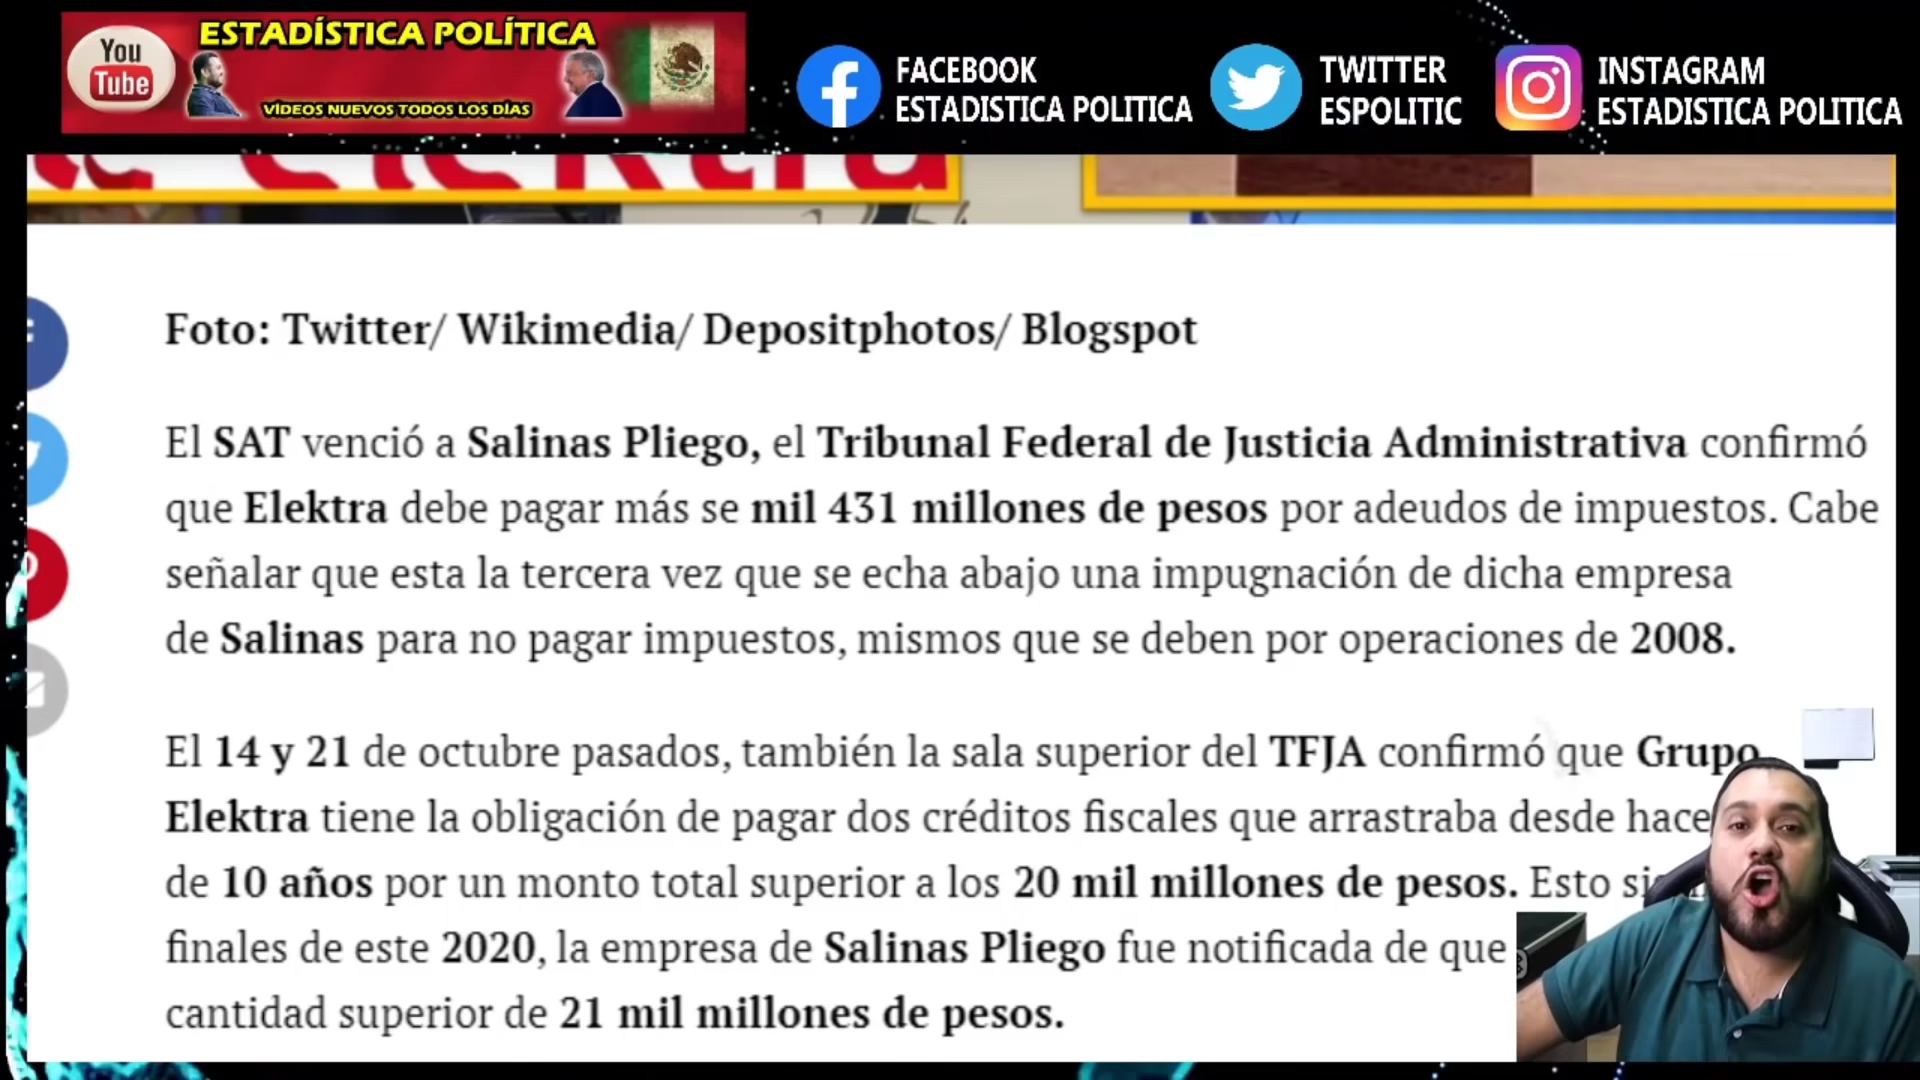 You
Tube
ESTADÍSTICA POLÍTICA
VÍDEOS NUEVOS TODOS LOS DÍAS
FACEBOOK
ESTADISTICA POLITICA
TWITTER
ESPOLITIC
INSTAGRAM
ESTADISTICA POLITICA
elektra
Foto: Twitter/ Wikimedia/ Depositphotos/ Blogspot
El SAT venció a Salinas Pliego, el Tribunal Federal de Justicia Administrativa confirmó
que Elektra debe pagar más se mil 431 millones de pesos por adeudos de impuestos. Cabe
señalar que esta la tercera vez que se echa abajo una impugnación de dicha empresa
de Salinas para no pagar impuestos, mismos que se deben por operaciones de 2008.
El 14 y 21 de octubre pasados, también la sala superior del TFJA confirmó que Grupo
Elektra tiene la obligación de pagar dos créditos fiscales que arrastraba desde hace
de 10 años por un monto total superior a los 20 mil millones de pesos. Esto
finales de este 2020, la empresa de Salinas Pliego fue notificada de que
cantidad superior de 21 mil millones de pesos.